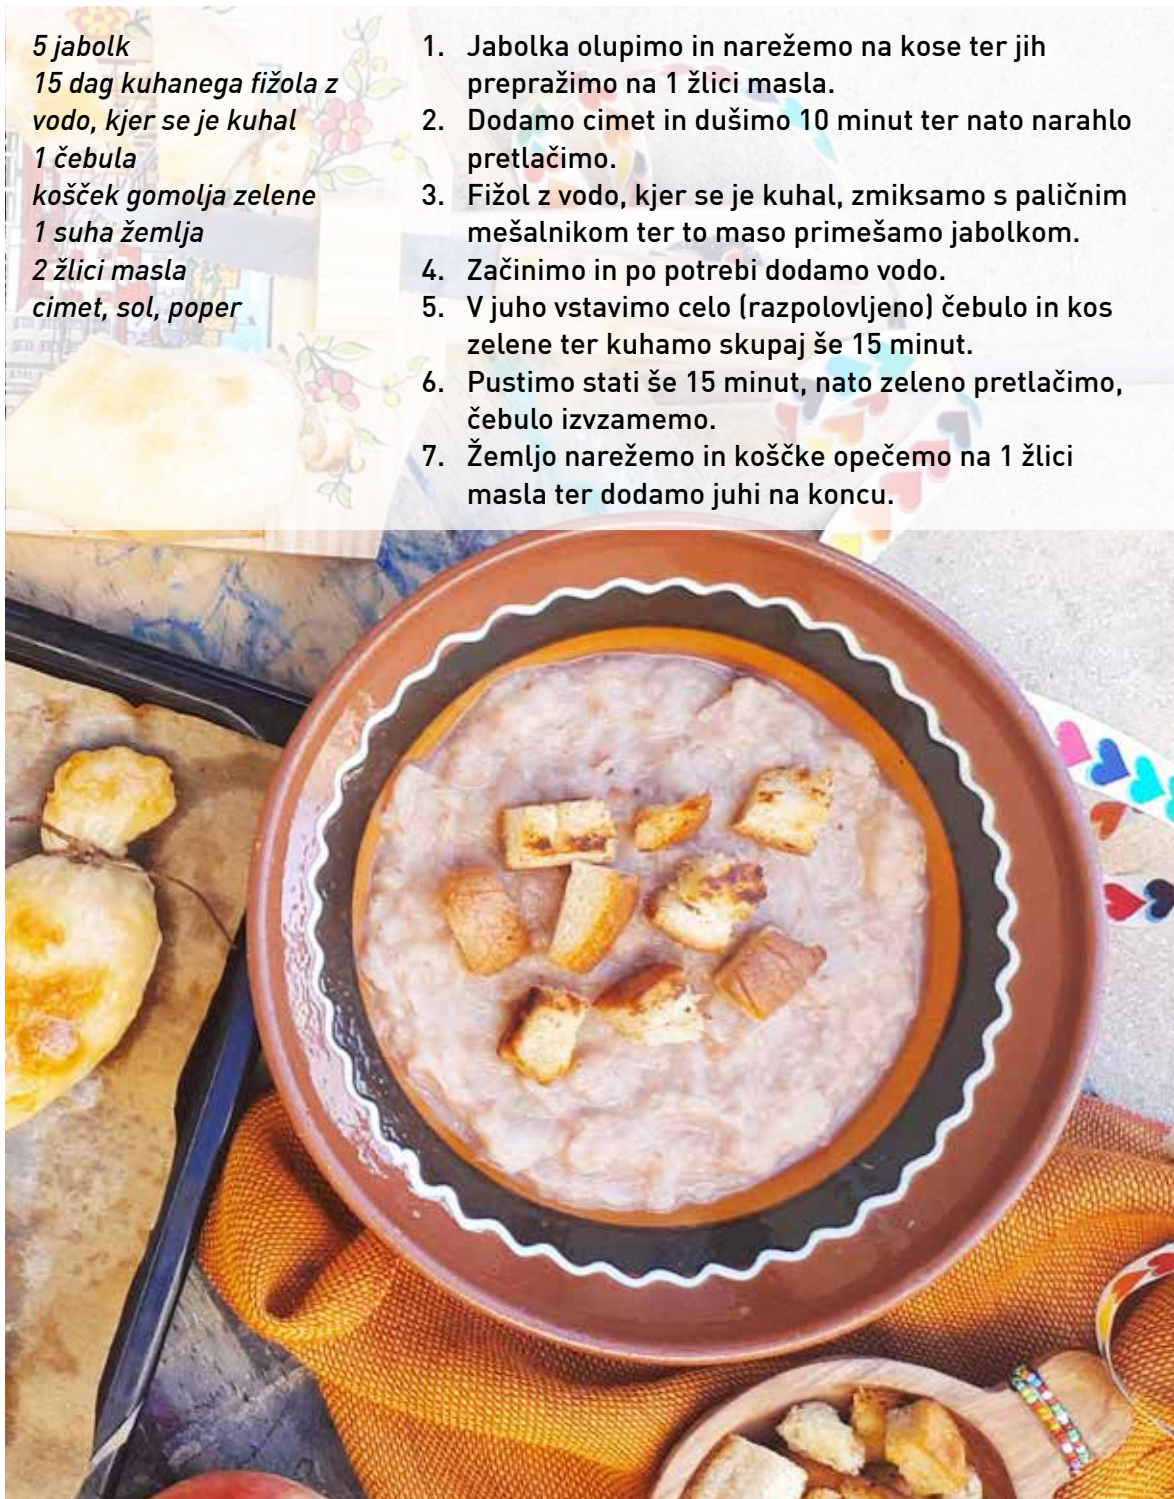 5 jabolk
15 dag kuhanega fižola z
vodo, kjer se je kuhal
1 čebula
košček gomolja zelene
1 suha žemlja
2 žlici masla
cimet, sol, poper
1. Jabolka olupimo in narežemo na kose ter jih
prepražimo na 1 žlici masla.
2. Dodamo cimet in dušimo 10 minut ter nato narahlo
pretlačimo.
3. Fižol z vodo, kjer se je kuhal, zmiksamo s paličnim
mešalnikom ter to maso primešamo jabolkom.
4. Začinimo in po potrebi dodamo vodo.
5. V juho vstavimo celo (razpolovljeno) čebulo in kos
zelene ter kuhamo skupaj še 15 minut.
6. Pustimo stati še 15 minut, nato zeleno pretlačimo,
čebulo izvzamemo.
7. Žemljo narežemo in koščke opečemo na 1 žlici
masla ter dodamo juhi na koncu.